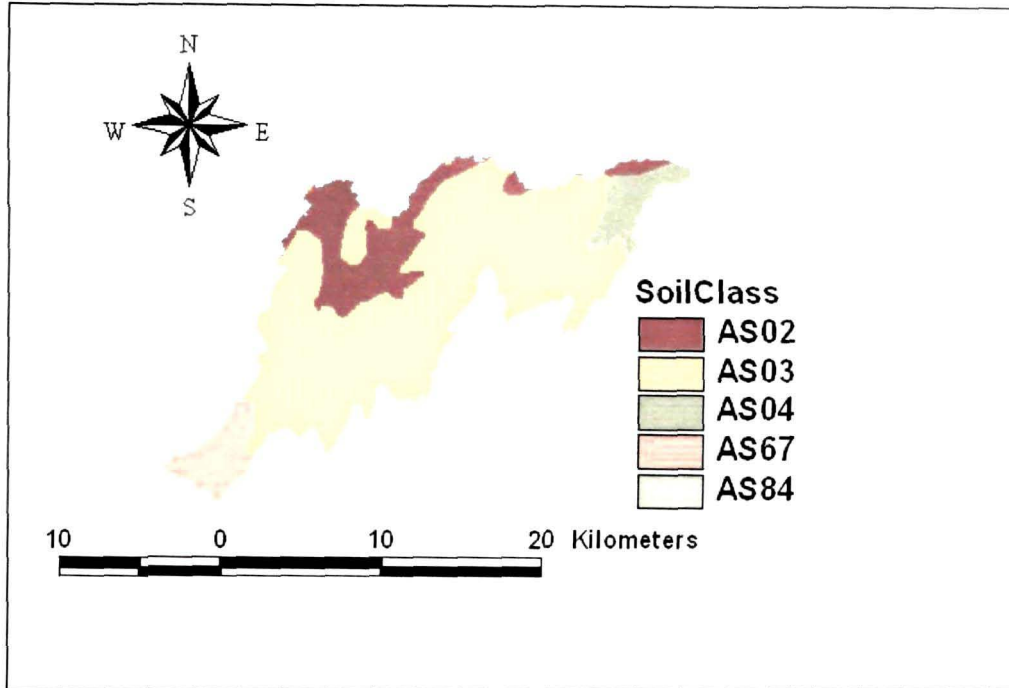 N
W E
S
SoilClass
AS02
AS03
AS04
AS67
AS84
10 0 10 20 Kilometers